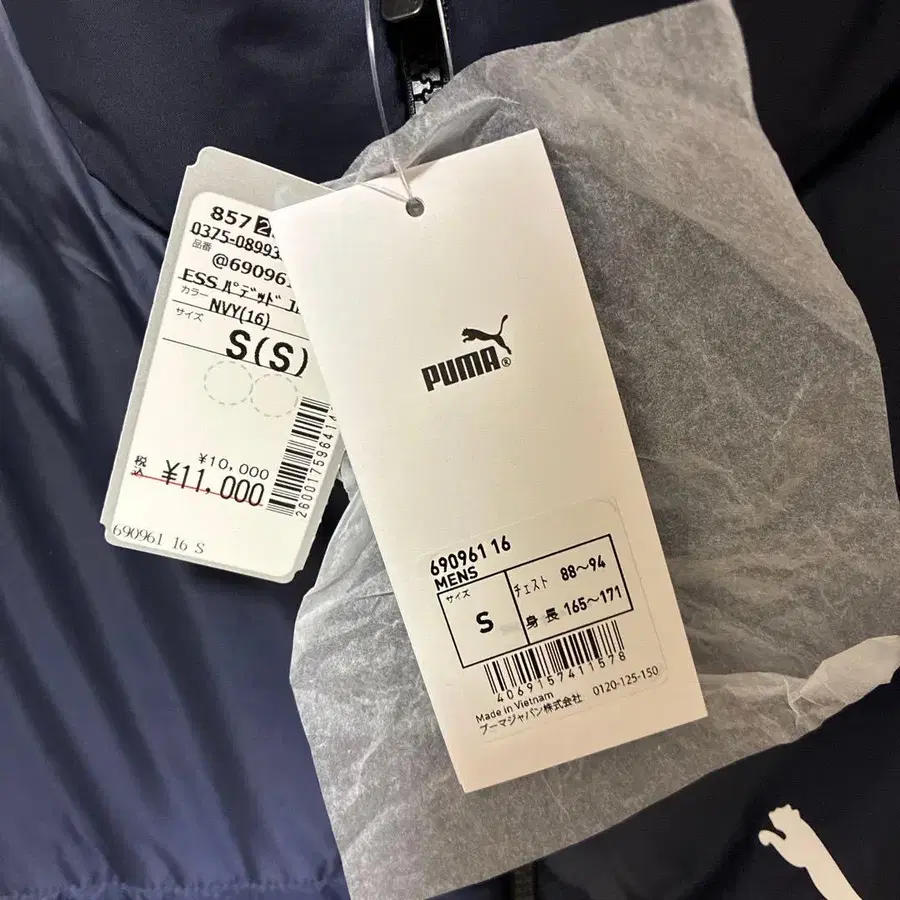 857
0375-0899
品番
@69096
ESS パデッド
カラー
NVY(16)
サイズ
S(S)
¥10,000
税込 ¥11,000
690961 16 S
PUMA®
690961 16
MENS
サイズ
S
チェスト 88～94
身長 165～171
4069157411578
Made in Vietnam
プーマジャパン株式会社 0120-125-150